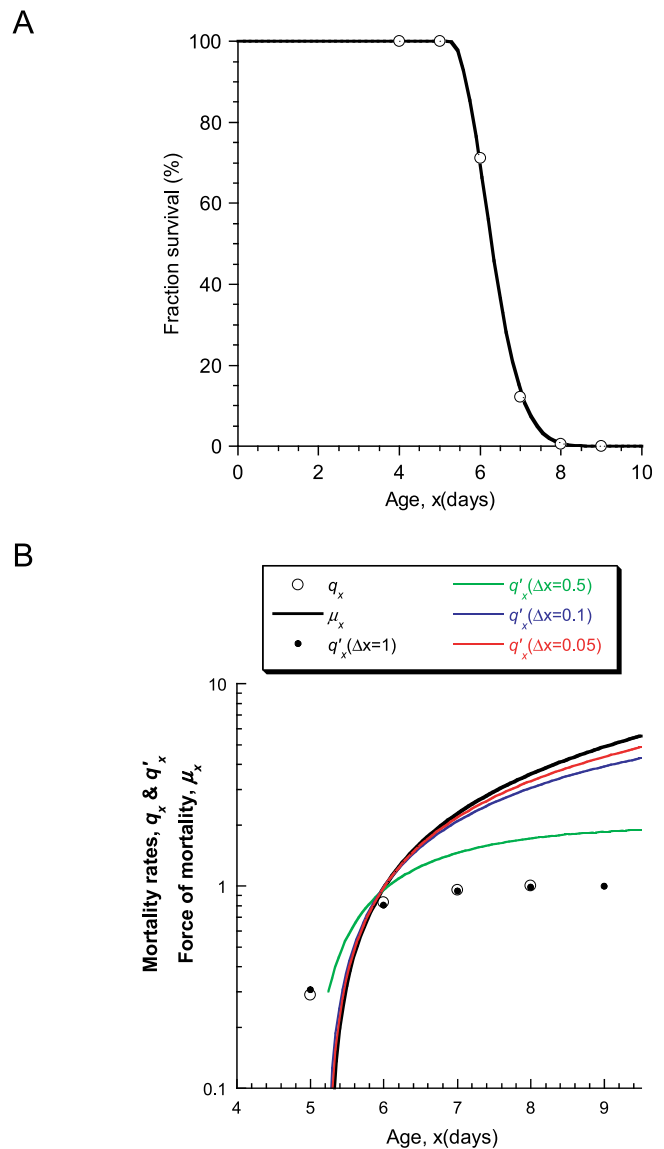 A
100
80
60
40
20
0
Fraction survival (%)
0 2 4 6 8 10
Age, x(days)
B
q_x
μ_x
q'_x(Δx=1)
q'_x(Δx=0.5)
q'_x(Δx=0.1)
q'_x(Δx=0.05)
Mortality rates, q_x & q'_x
Force of mortality, μ_x
10
1
0.1
4 5 6 7 8 9
Age, x(days)